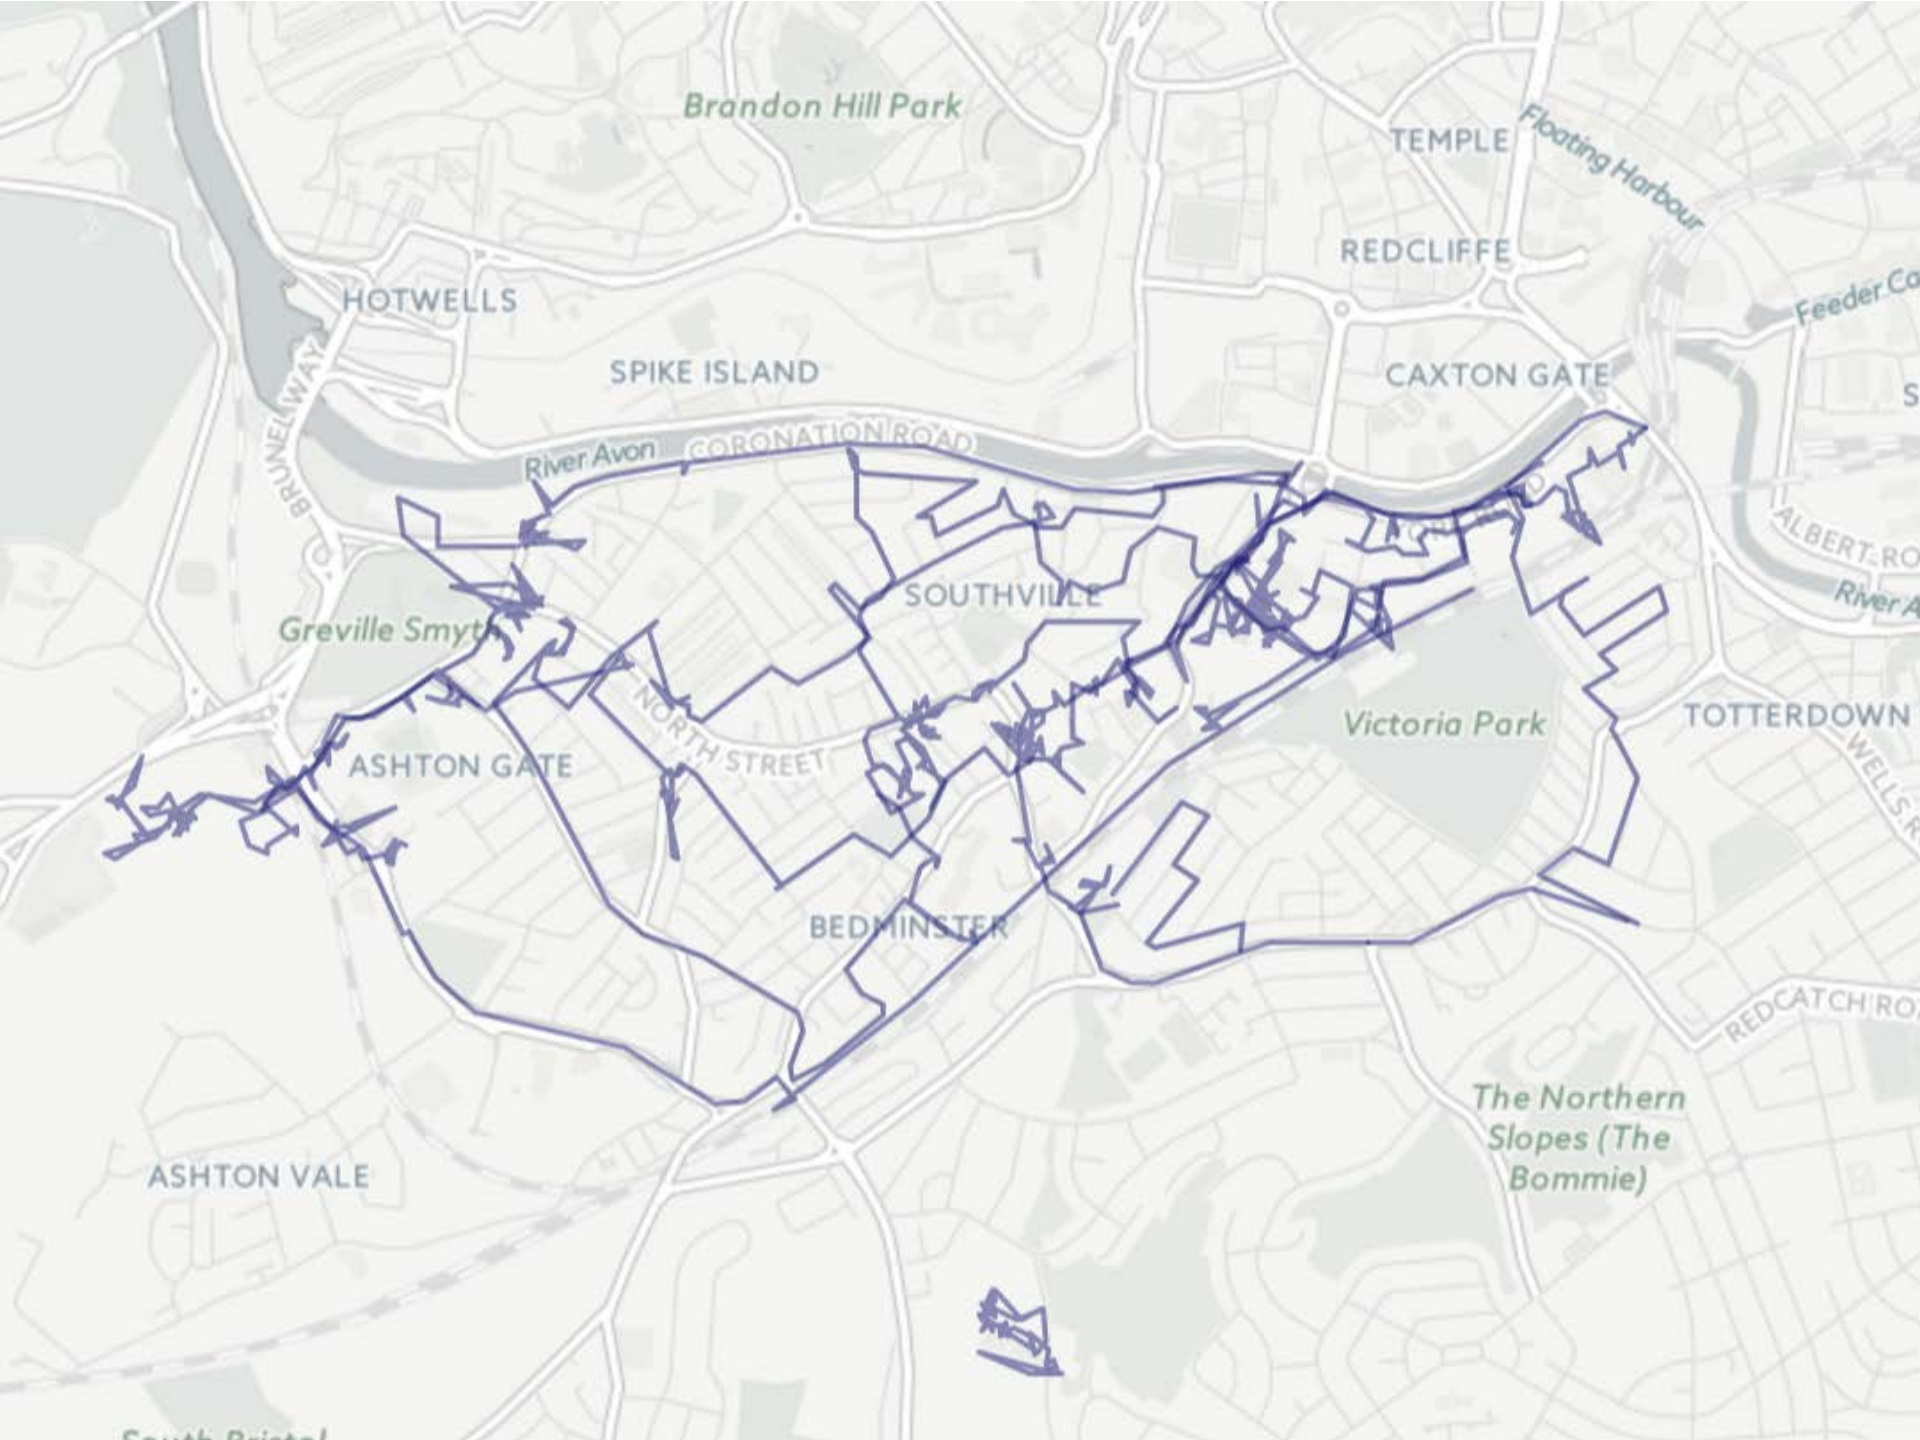 Brandon Hill Park
TEMPLE
Floating Harbour
REDCLIFFE
HOTWELLS
Feeder Ca
SPIKE ISLAND
CAXTON GATE
S
BRUNEL WAY
River Avon
CORONATION ROAD
ALBERT RO
River A
SOUTHVILLE
Greville Smyth
NORTH STREET
Victoria Park
TOTTERDOWN
ASHTON GATE
WELLS R
BEDMINSTER
REDCATCH RO
The Northern
Slopes (The
Bommie)
ASHTON VALE
South Bristol